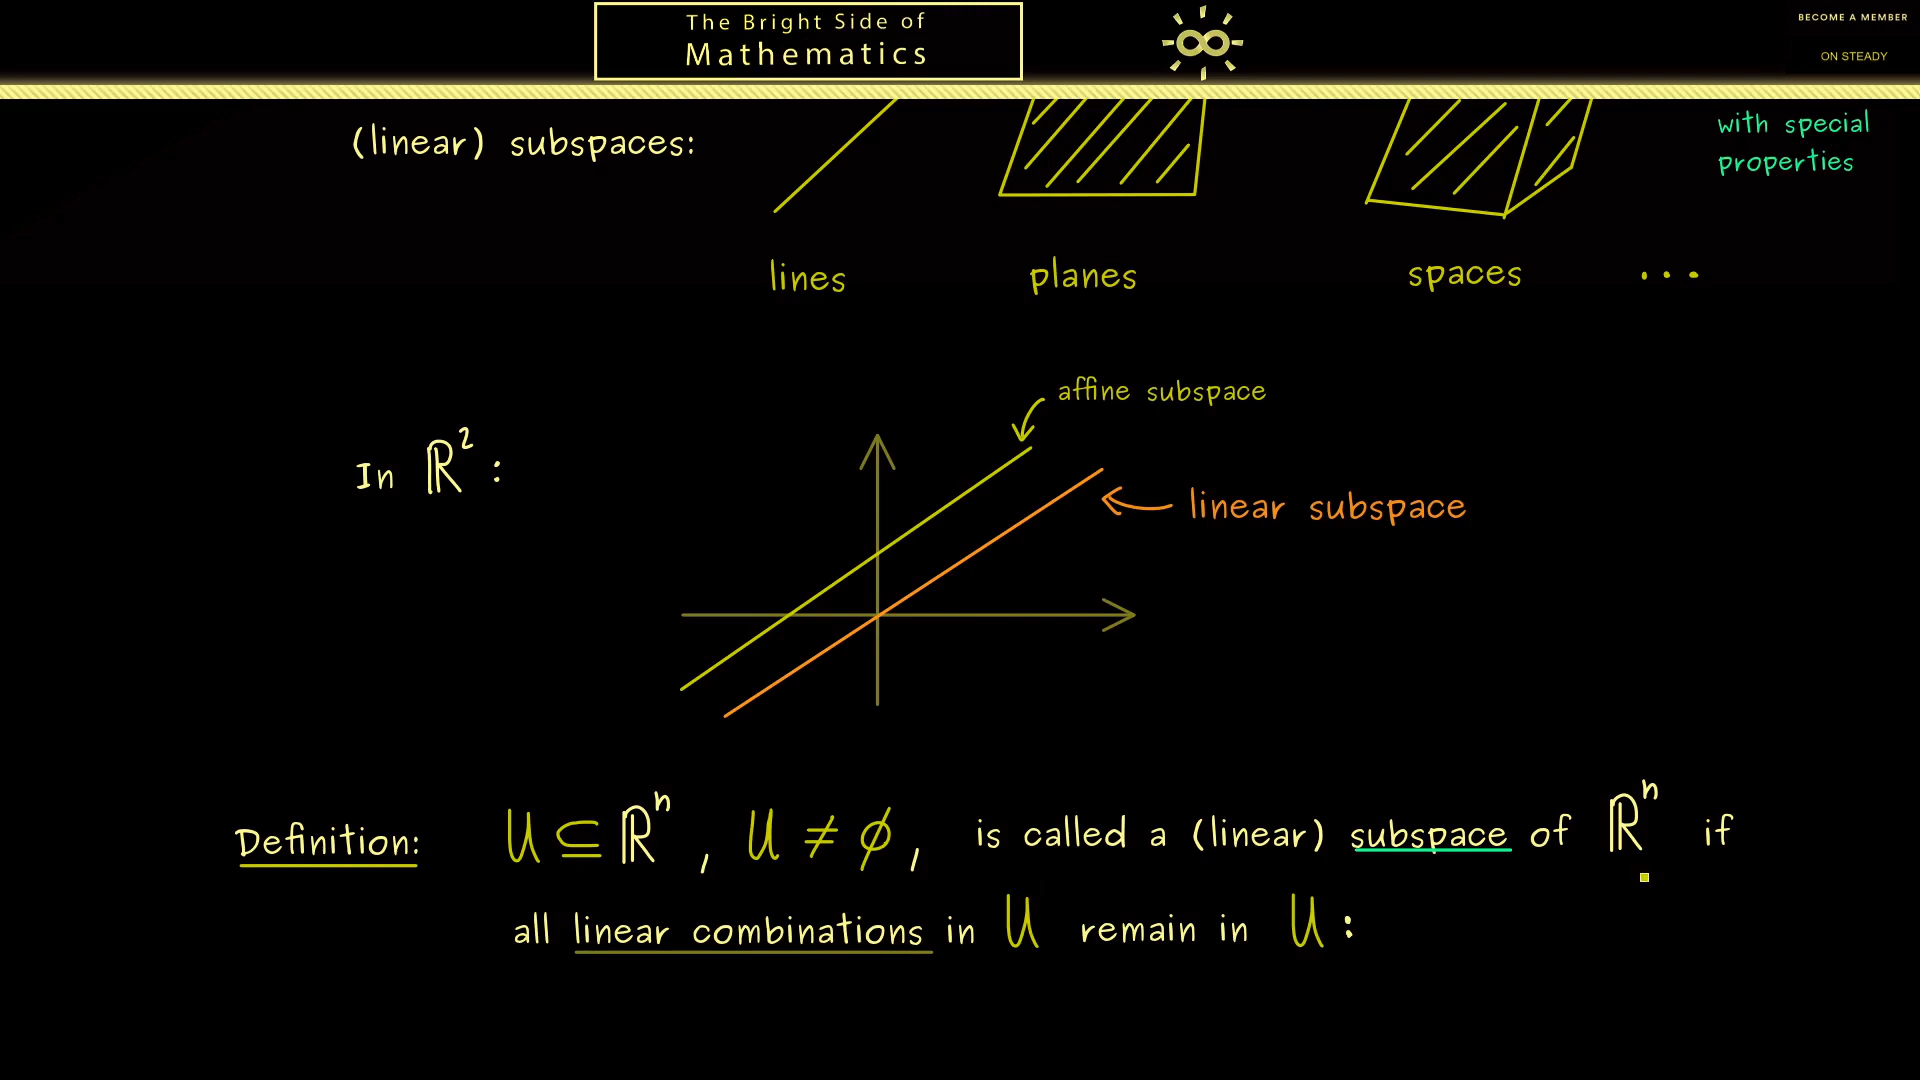 The Bright Side of
Mathematics
BECOME A MEMBER
ON STEADY
(linear) subspaces:
with special
properties
lines planes spaces ...
affine subspace
In ℝ²:
linear subspace
Definition: U ⊆ ℝⁿ, U ≠ ∅, is called a (linear) subspace of ℝⁿ if
all linear combinations in U remain in U: